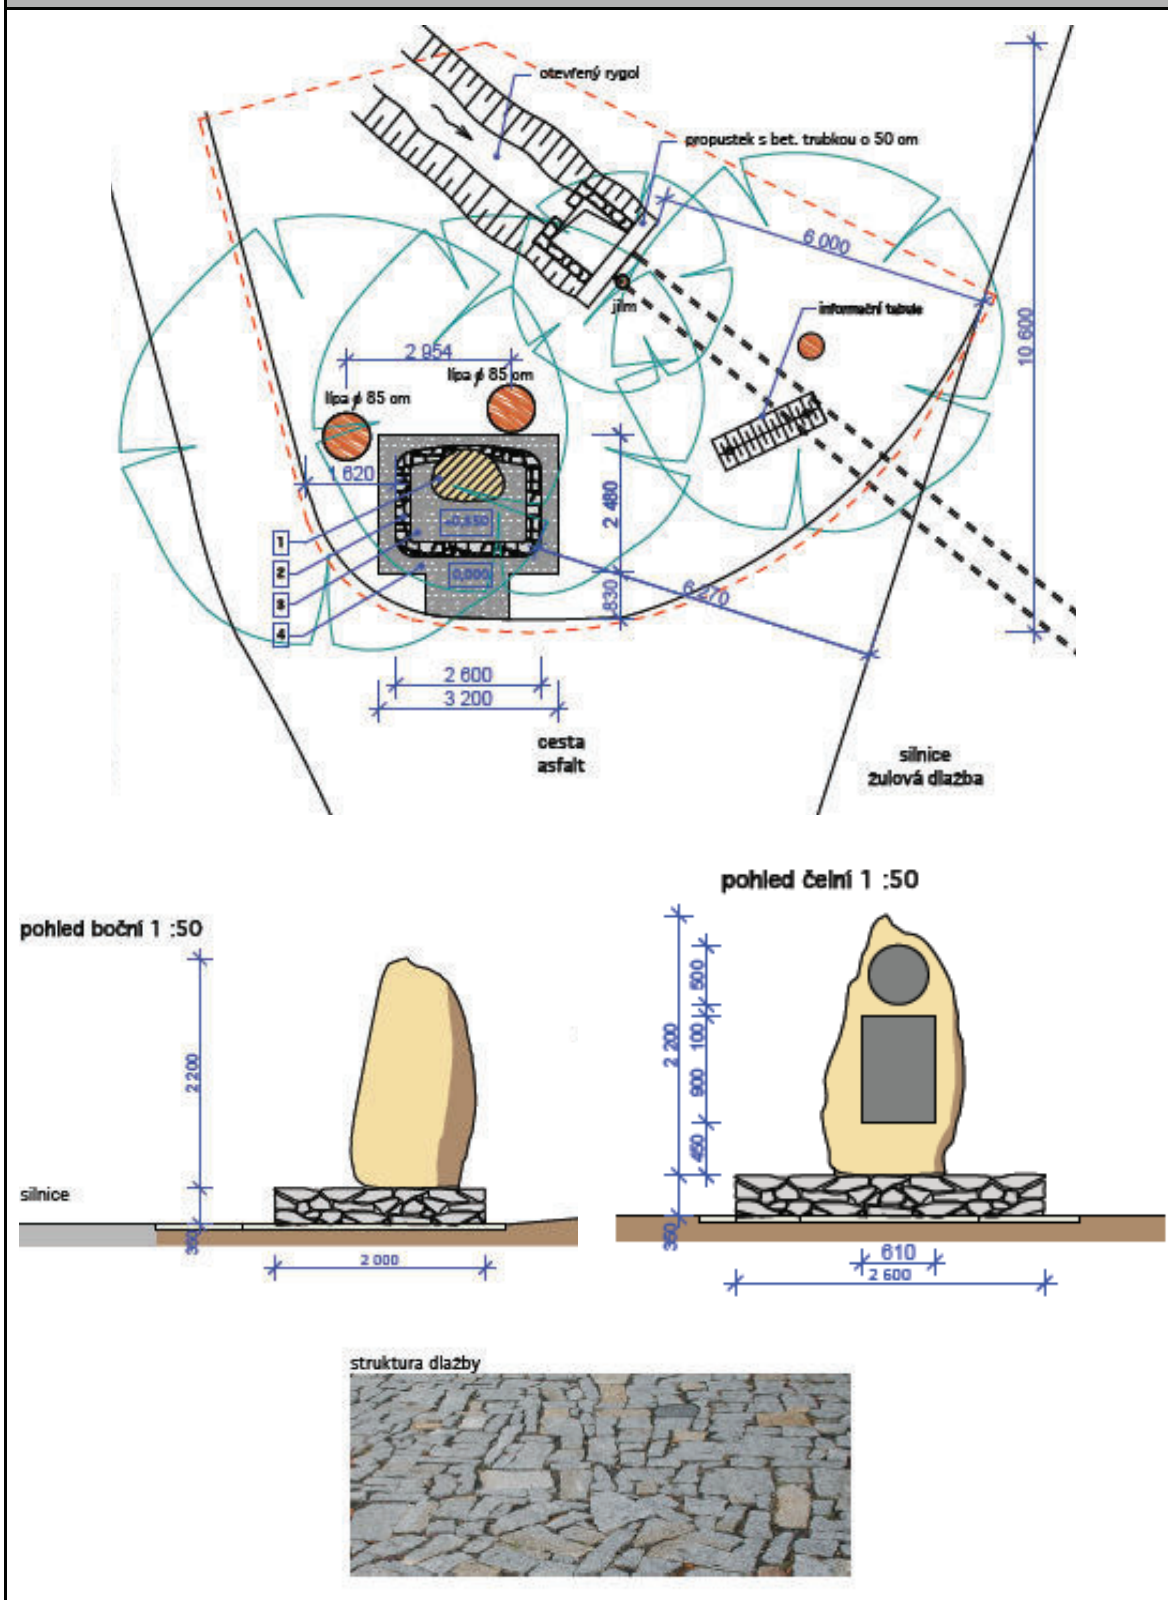 otevřený rygol
propustek s bet. trubkou o 50 cm
6 000
10 600
jilm
informační tabule
2 954
lípa ϕ 85 cm
lípa ϕ 85 cm
1 620
2 480
+0,350
0,000
1
2
3
4
830
6 270
2 600
3 200
cesta
asfalt
silnice
žulová dlažba
pohled čelní 1 :50
pohled boční 1 :50
2 200
500
100
900
450
2 200
silnice
350
350
2 000
610
2 600
struktura dlažby